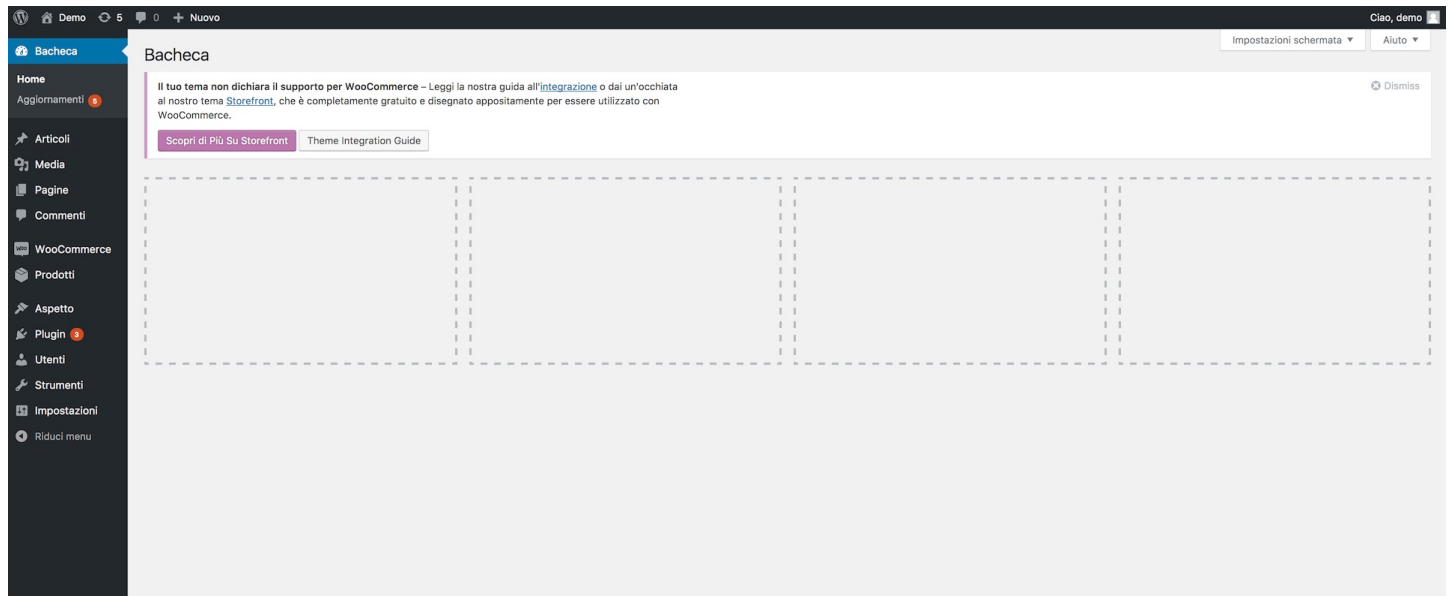 Demo 5 0 + Nuovo Ciao, demo
Bacheca
Home
Aggiornamenti 5
Articoli
Media
Pagine
Commenti
WooCommerce
Prodotti
Aspetto
Plugin 3
Utenti
Strumenti
Impostazioni
Riduci menu
Impostazioni schermata ▼ Aiuto ▼
Bacheca
Il tuo tema non dichiara il supporto per WooCommerce – Leggi la nostra guida all'integrazione o dai un'occhiata
al nostro tema Storefront, che è completamente gratuito e disegnato appositamente per essere utilizzato con
WooCommerce.
Dismiss
Scopri di Più Su Storefront Theme Integration Guide